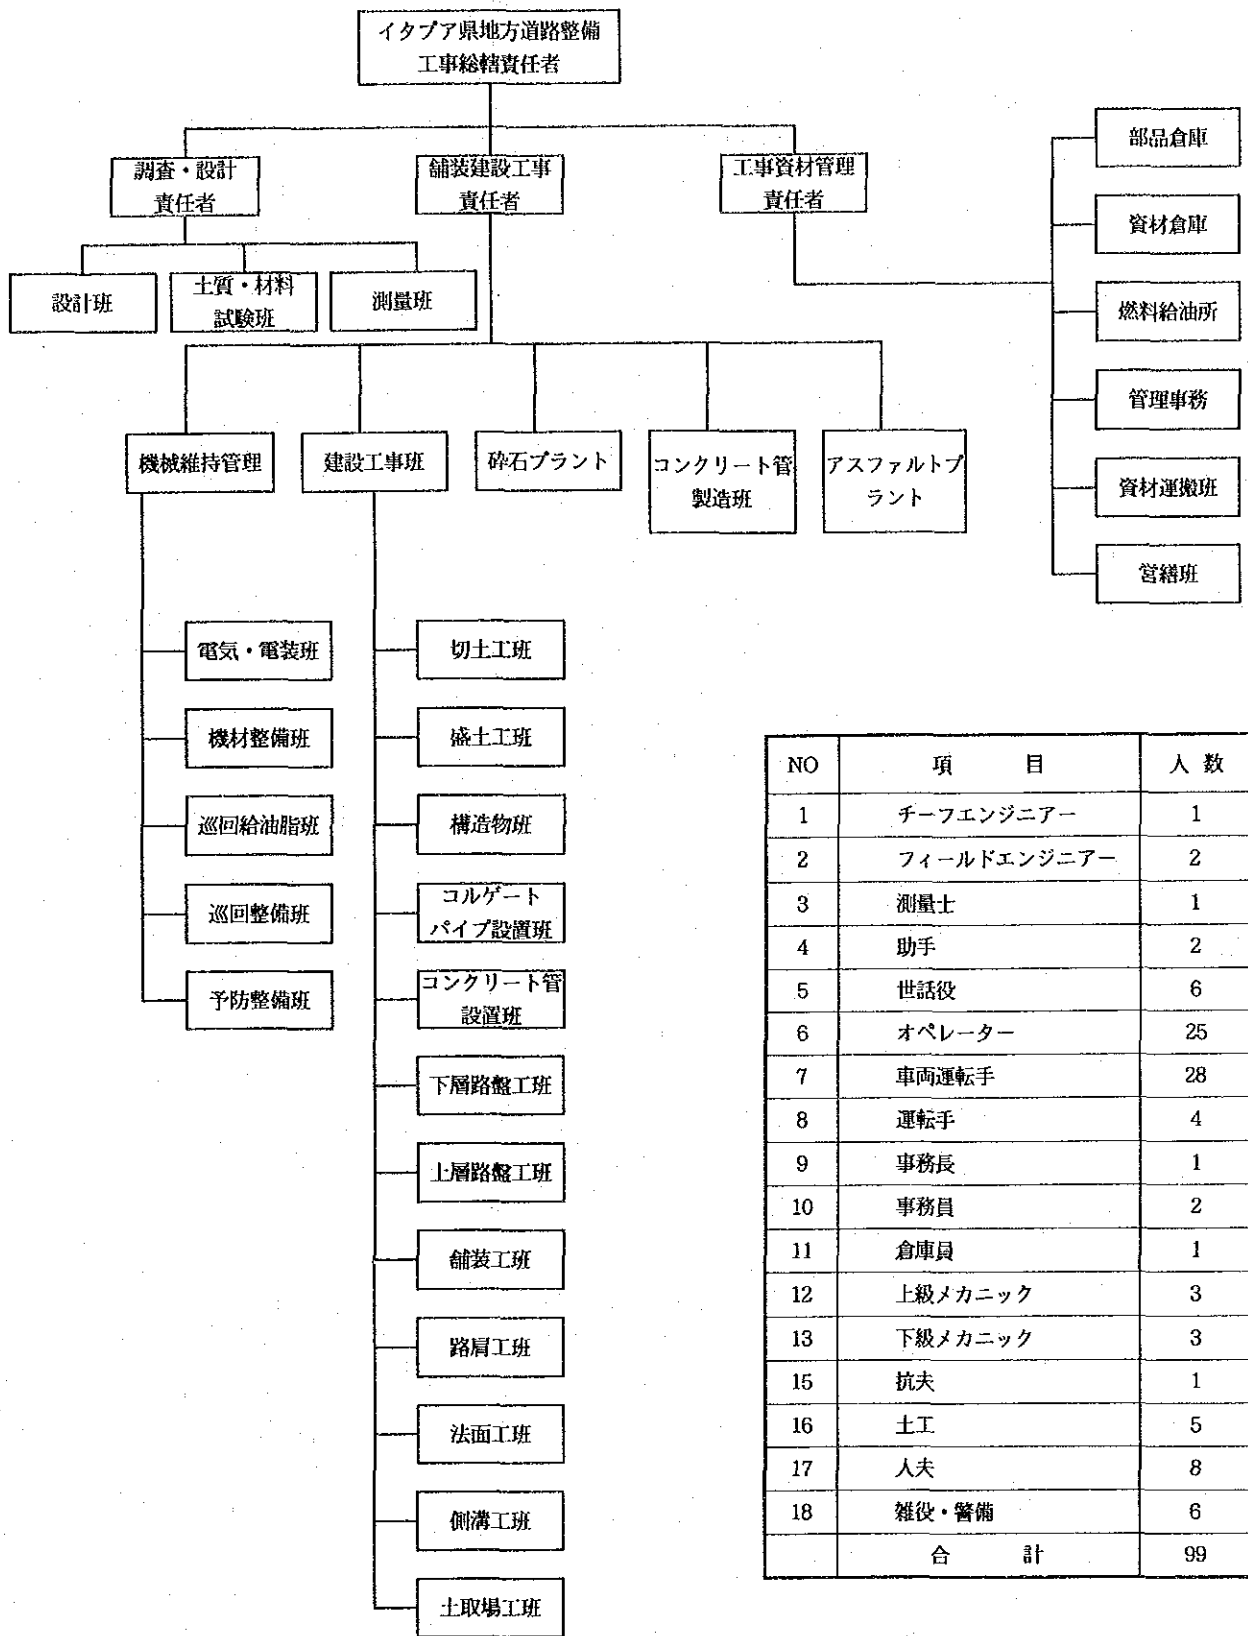 イタプア県地方道路整備
工事総轄責任者
調査・設計
責任者
舗装建設工事
責任者
工事資材管理
責任者
設計班
土質・材料
試験班
測量班
部品倉庫
資材倉庫
燃料給油所
管理事務
資材運搬班
営繕班
機械維持管理
建設工事班
砕石プラント
コンクリート管
製造班
アスファルトプ
ラント
電気・電装班
機材整備班
巡回給油脂班
巡回整備班
予防整備班
切土工班
盛土工班
構造物班
コルゲート
パイプ設置班
コンクリート管
設置班
下層路盤工班
上層路盤工班
舗装工班
路肩工班
法面工班
側溝工班
土取場工班
NO 項 目 人 数
1 チーフエンジニアー 1
2 フィールドエンジニアー 2
3 測量士 1
4 助手 2
5 世話役 6
6 オペレーター 25
7 車両運転手 28
8 運転手 4
9 事務長 1
10 事務員 2
11 倉庫員 1
12 上級メカニック 3
13 下級メカニック 3
15 抗夫 1
16 土工 5
17 人夫 8
18 雑役・警備 6
合 計 99